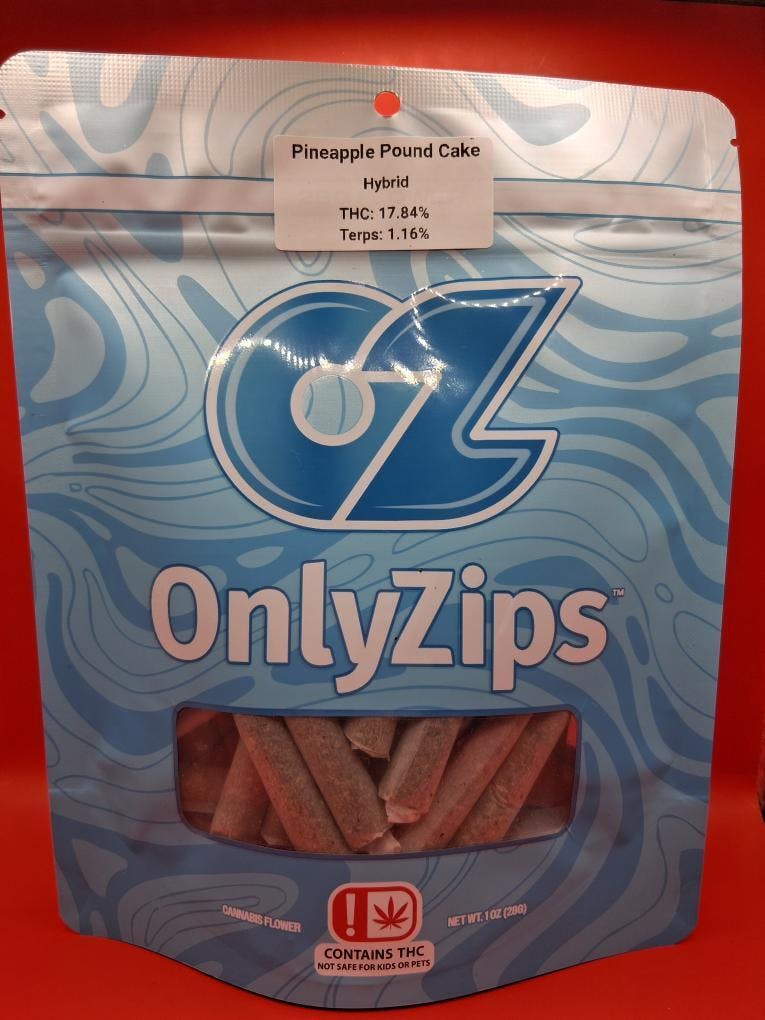 Pineapple Pound Cake
Hybrid
THC: 17.84%
Terps: 1.16%
OZ
OnlyZips™
CANNABIS FLOWER
!
NET WT. 1 OZ (28G)
CONTAINS THC
NOT SAFE FOR KIDS OR PETS